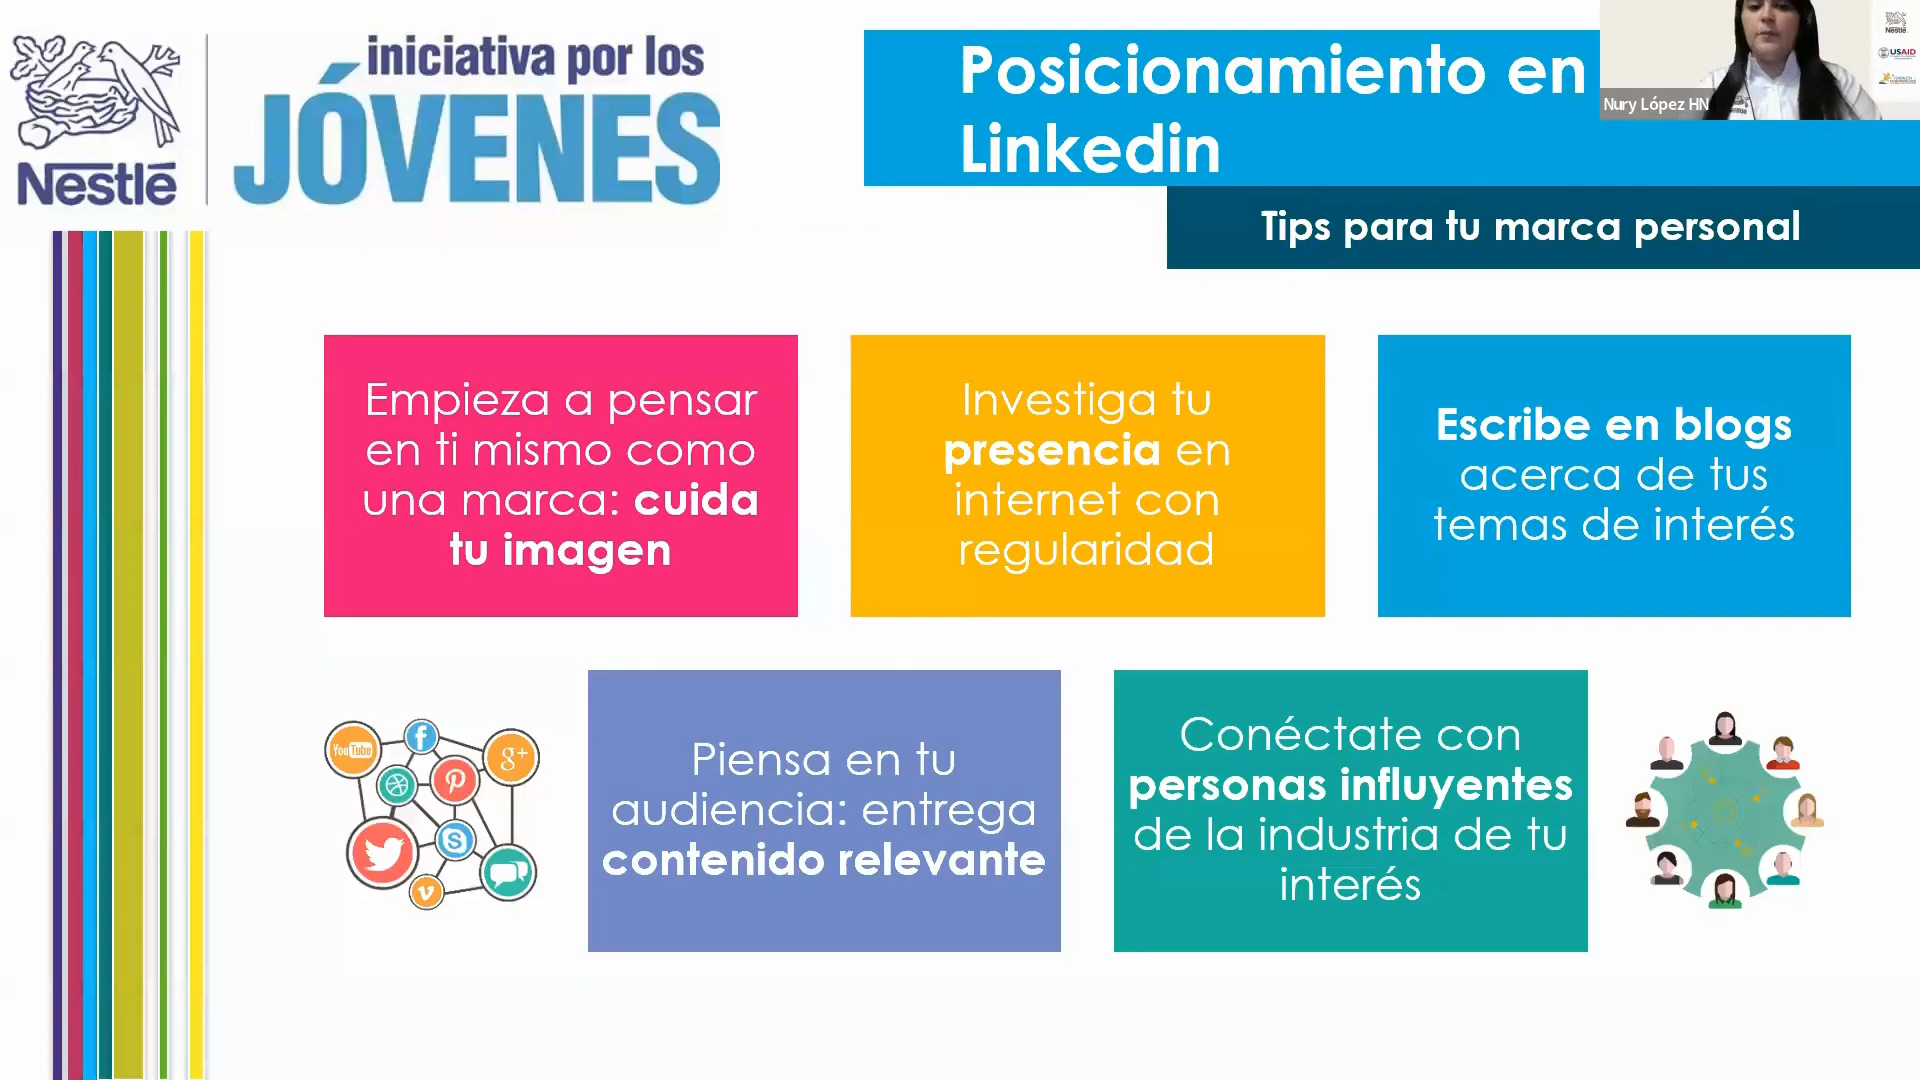 iniciativa por los
JÓVENES
Nestlé
Posicionamiento en
Linkedin
Nury López HN
Nestlé
USAID
Tips para tu marca personal
Empieza a pensar
en ti mismo como
una marca: cuida
tu imagen
Investiga tu
presencia en
internet con
regularidad
Escribe en blogs
acerca de tus
temas de interés
YouTube
f
g+
P
S
v
Piensa en tu
audiencia: entrega
contenido relevante
Conéctate con
personas influyentes
de la industria de tu
interés